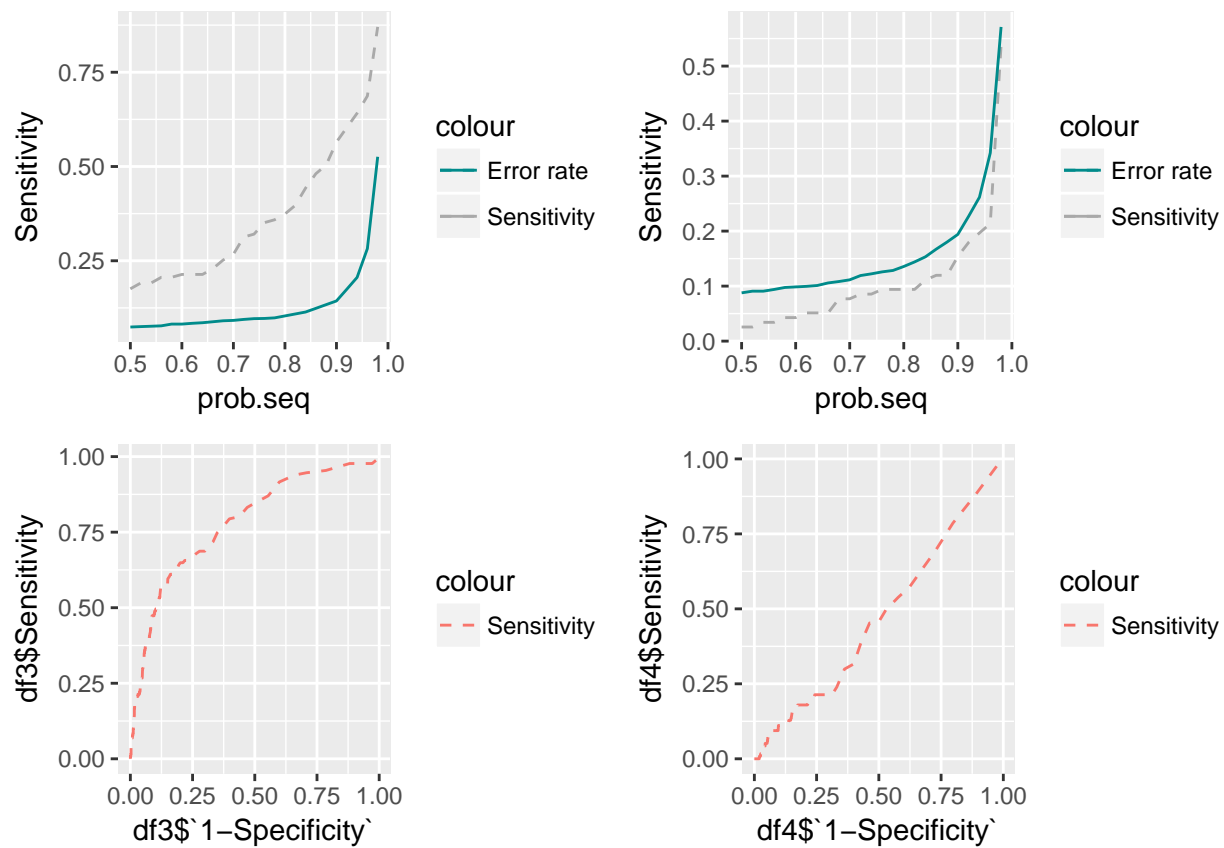 Sensitivity
0.75
0.50
0.25
0.5 0.6 0.7 0.8 0.9 1.0
prob.seq
colour
Error rate
Sensitivity
Sensitivity
0.5
0.4
0.3
0.2
0.1
0.0
0.5 0.6 0.7 0.8 0.9 1.0
prob.seq
colour
Error rate
Sensitivity
df3$Sensitivity
1.00
0.75
0.50
0.25
0.00
0.00 0.25 0.50 0.75 1.00
df3$`1−Specificity`
colour
Sensitivity
df4$Sensitivity
1.00
0.75
0.50
0.25
0.00
0.00 0.25 0.50 0.75 1.00
df4$`1−Specificity`
colour
Sensitivity